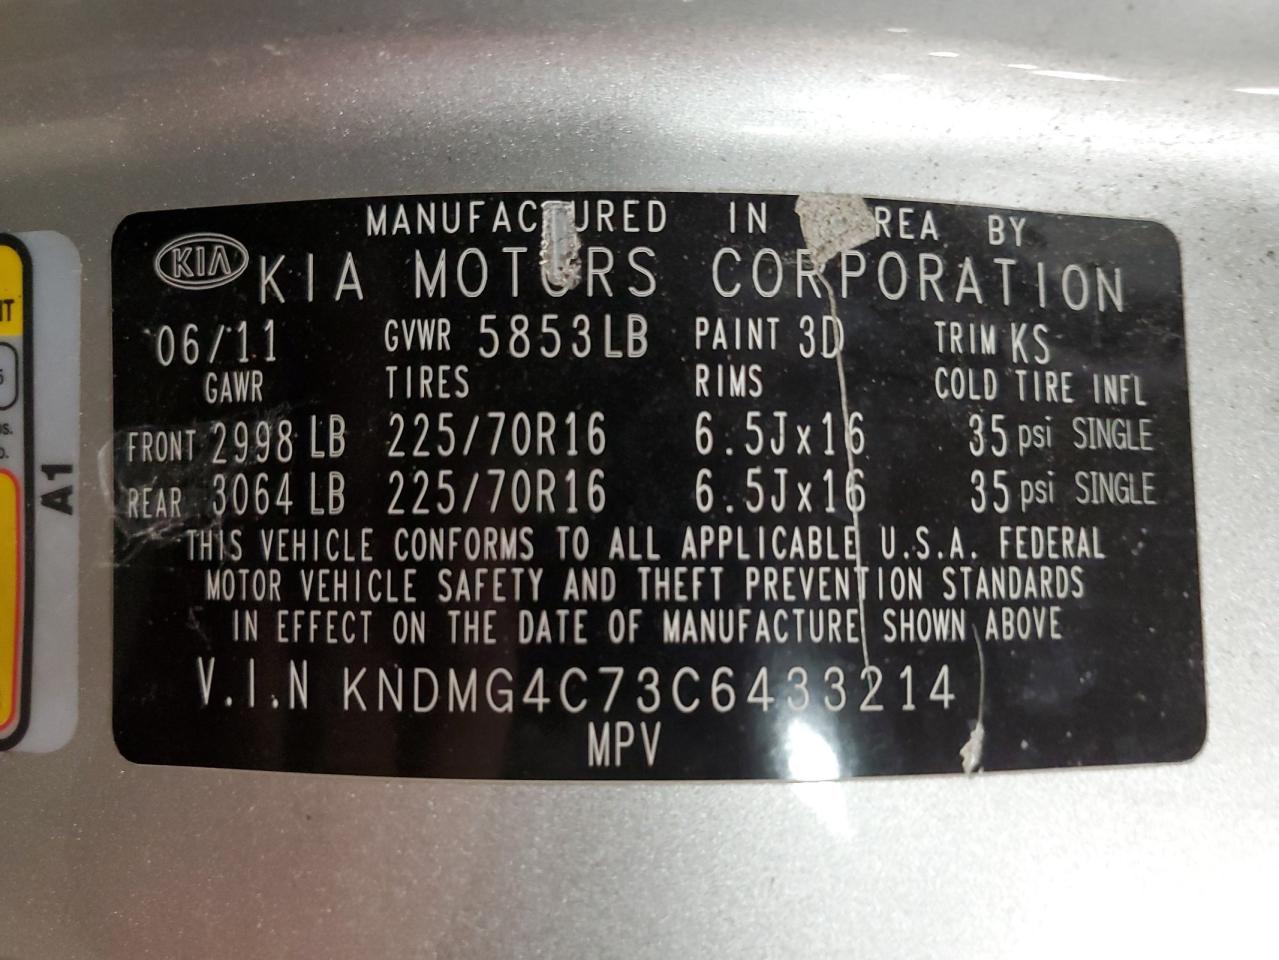 MANUFACTURED IN KOREA BY
KIA KIA MOTORS CORPORATION
06/11 GVWR 5853LB PAINT 3D TRIM KS
GAWR TIRES RIMS COLD TIRE INFL
FRONT 2998 LB 225/70R16 6.5Jx16 35 psi SINGLE
REAR 3064 LB 225/70R16 6.5Jx16 35 psi SINGLE
THIS VEHICLE CONFORMS TO ALL APPLICABLE U.S.A. FEDERAL
MOTOR VEHICLE SAFETY AND THEFT PREVENTION STANDARDS
IN EFFECT ON THE DATE OF MANUFACTURE SHOWN ABOVE
V.I.N KNDMG4C73C6433214
MPV
A1